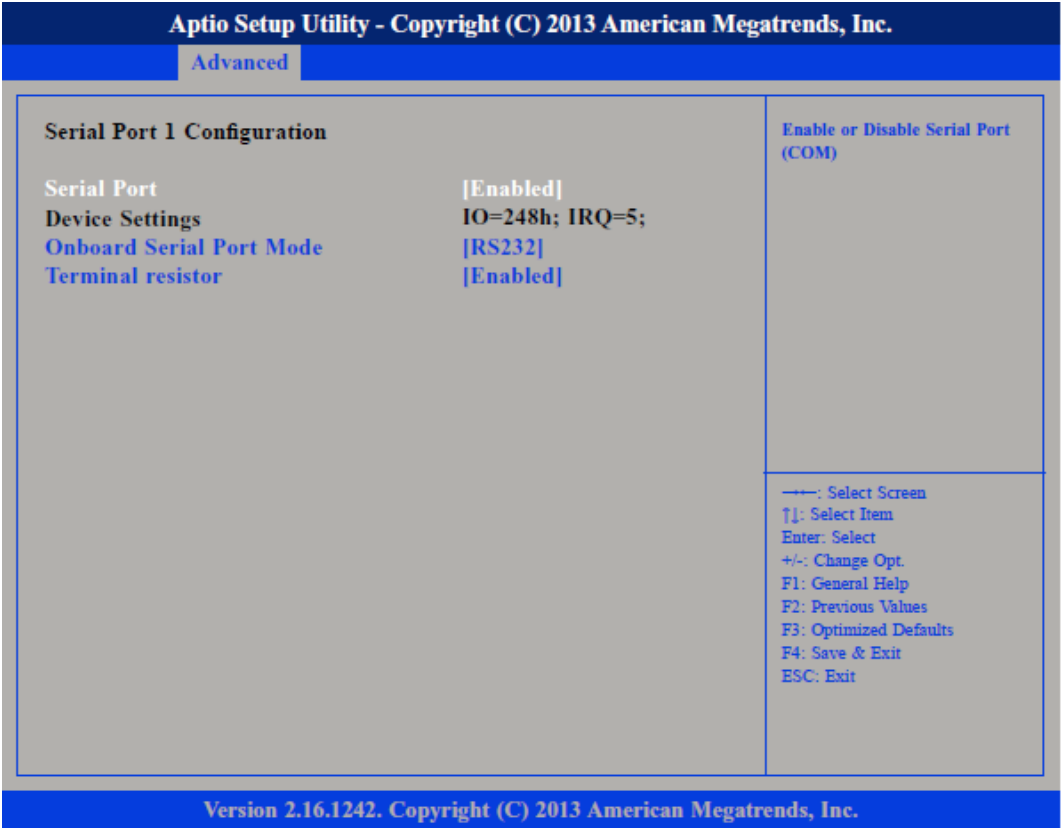 Aptio Setup Utility - Copyright (C) 2013 American Megatrends, Inc.
Advanced
Serial Port 1 Configuration
Serial Port [Enabled]
Device Settings IO=248h; IRQ=5;
Onboard Serial Port Mode [RS232]
Terminal resistor [Enabled]
Enable or Disable Serial Port
(COM)
→←: Select Screen
↑↓: Select Item
Enter: Select
+/-: Change Opt.
F1: General Help
F2: Previous Values
F3: Optimized Defaults
F4: Save & Exit
ESC: Exit
Version 2.16.1242. Copyright (C) 2013 American Megatrends, Inc.